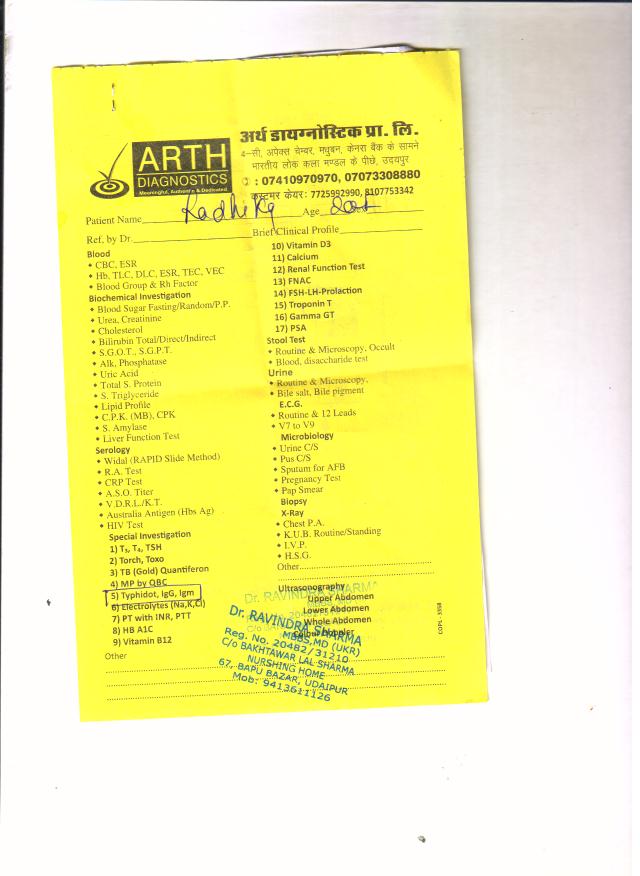 ARTH
DIAGNOSTICS
Meaningful, Authentic & Dedicated
अर्थ डायग्नोस्टिक प्रा. लि.
4-सी, अपेक्स चेम्बर, मधुबन, केनरा बैंक के सामने
भारतीय लोक कला मण्डल के पीछे, उदयपुर
: 07410970970, 07073308880
कस्टमर केयर: 7725992990, 8107753342
Patient Name Radhika Age
Ref, by Dr. Brief Clinical Profile
Blood
• CBC, ESR
• Hb, TLC, DLC, ESR, TEC, VEC
• Blood Group & Rh Factor
Biochemical Investigation
• Blood Sugar Fasting/Random/P.P.
• Urea, Creatinine
• Cholesterol
• Bilirubin Total/Direct/Indirect
• S.G.O.T., S.G.P.T.
• Alk, Phosphatase
• Uric Acid
• Total S. Protein
• S. Triglyceride
• Lipid Profile
• C.P.K. (MB), CPK
• S. Amylase
• Liver Function Test
Serology
• Widal (RAPID Slide Method)
• R.A. Test
• CRP Test
• A.S.O. Titer
• V.D.R.L./K.T.
• Australia Antigen (Hbs Ag)
• HIV Test
Special Investigation
1) T₃, T₄, TSH
2) Torch, Toxo
3) TB (Gold) Quantiferon
4) MP by QBC
5) Typhidot, IgG, Igm
6) Electrolytes (Na,K,Cl)
7) PT with INR, PTT
8) HB A1C
9) Vitamin B12
Other
10) Vitamin D3
11) Calcium
12) Renal Function Test
13) FNAC
14) FSH-LH-Prolaction
15) Troponin T
16) Gamma GT
17) PSA
Stool Test
• Routine & Microscopy, Occult
• Blood, disaccharide test
Urine
• Routine & Microscopy,
• Bile salt, Bile pigment
E.C.G.
• Routine & 12 Leads
• V7 to V9
Microbiology
• Urine C/S
• Pus C/S
• Sputum for AFB
• Pregnancy Test
• Pap Smear
Biopsy
X-Ray
• Chest P.A.
• K.U.B. Routine/Standing
• I.V.P.
• H.S.G.
Other
Ultrasonography
Upper Abdomen
Lower Abdomen
Whole Abdomen
Dr. RAVINDRA SHARMA
Dr. RAVINDRA SHARMA
MBBS,MD (UKR)
Reg. No. 20482/31210
C/o BAKHTAWAR LAL SHARMA
NURSHING HOME
67, BAPU BAZAR, UDAIPUR
Mob: 9413611126
COPL- 3558